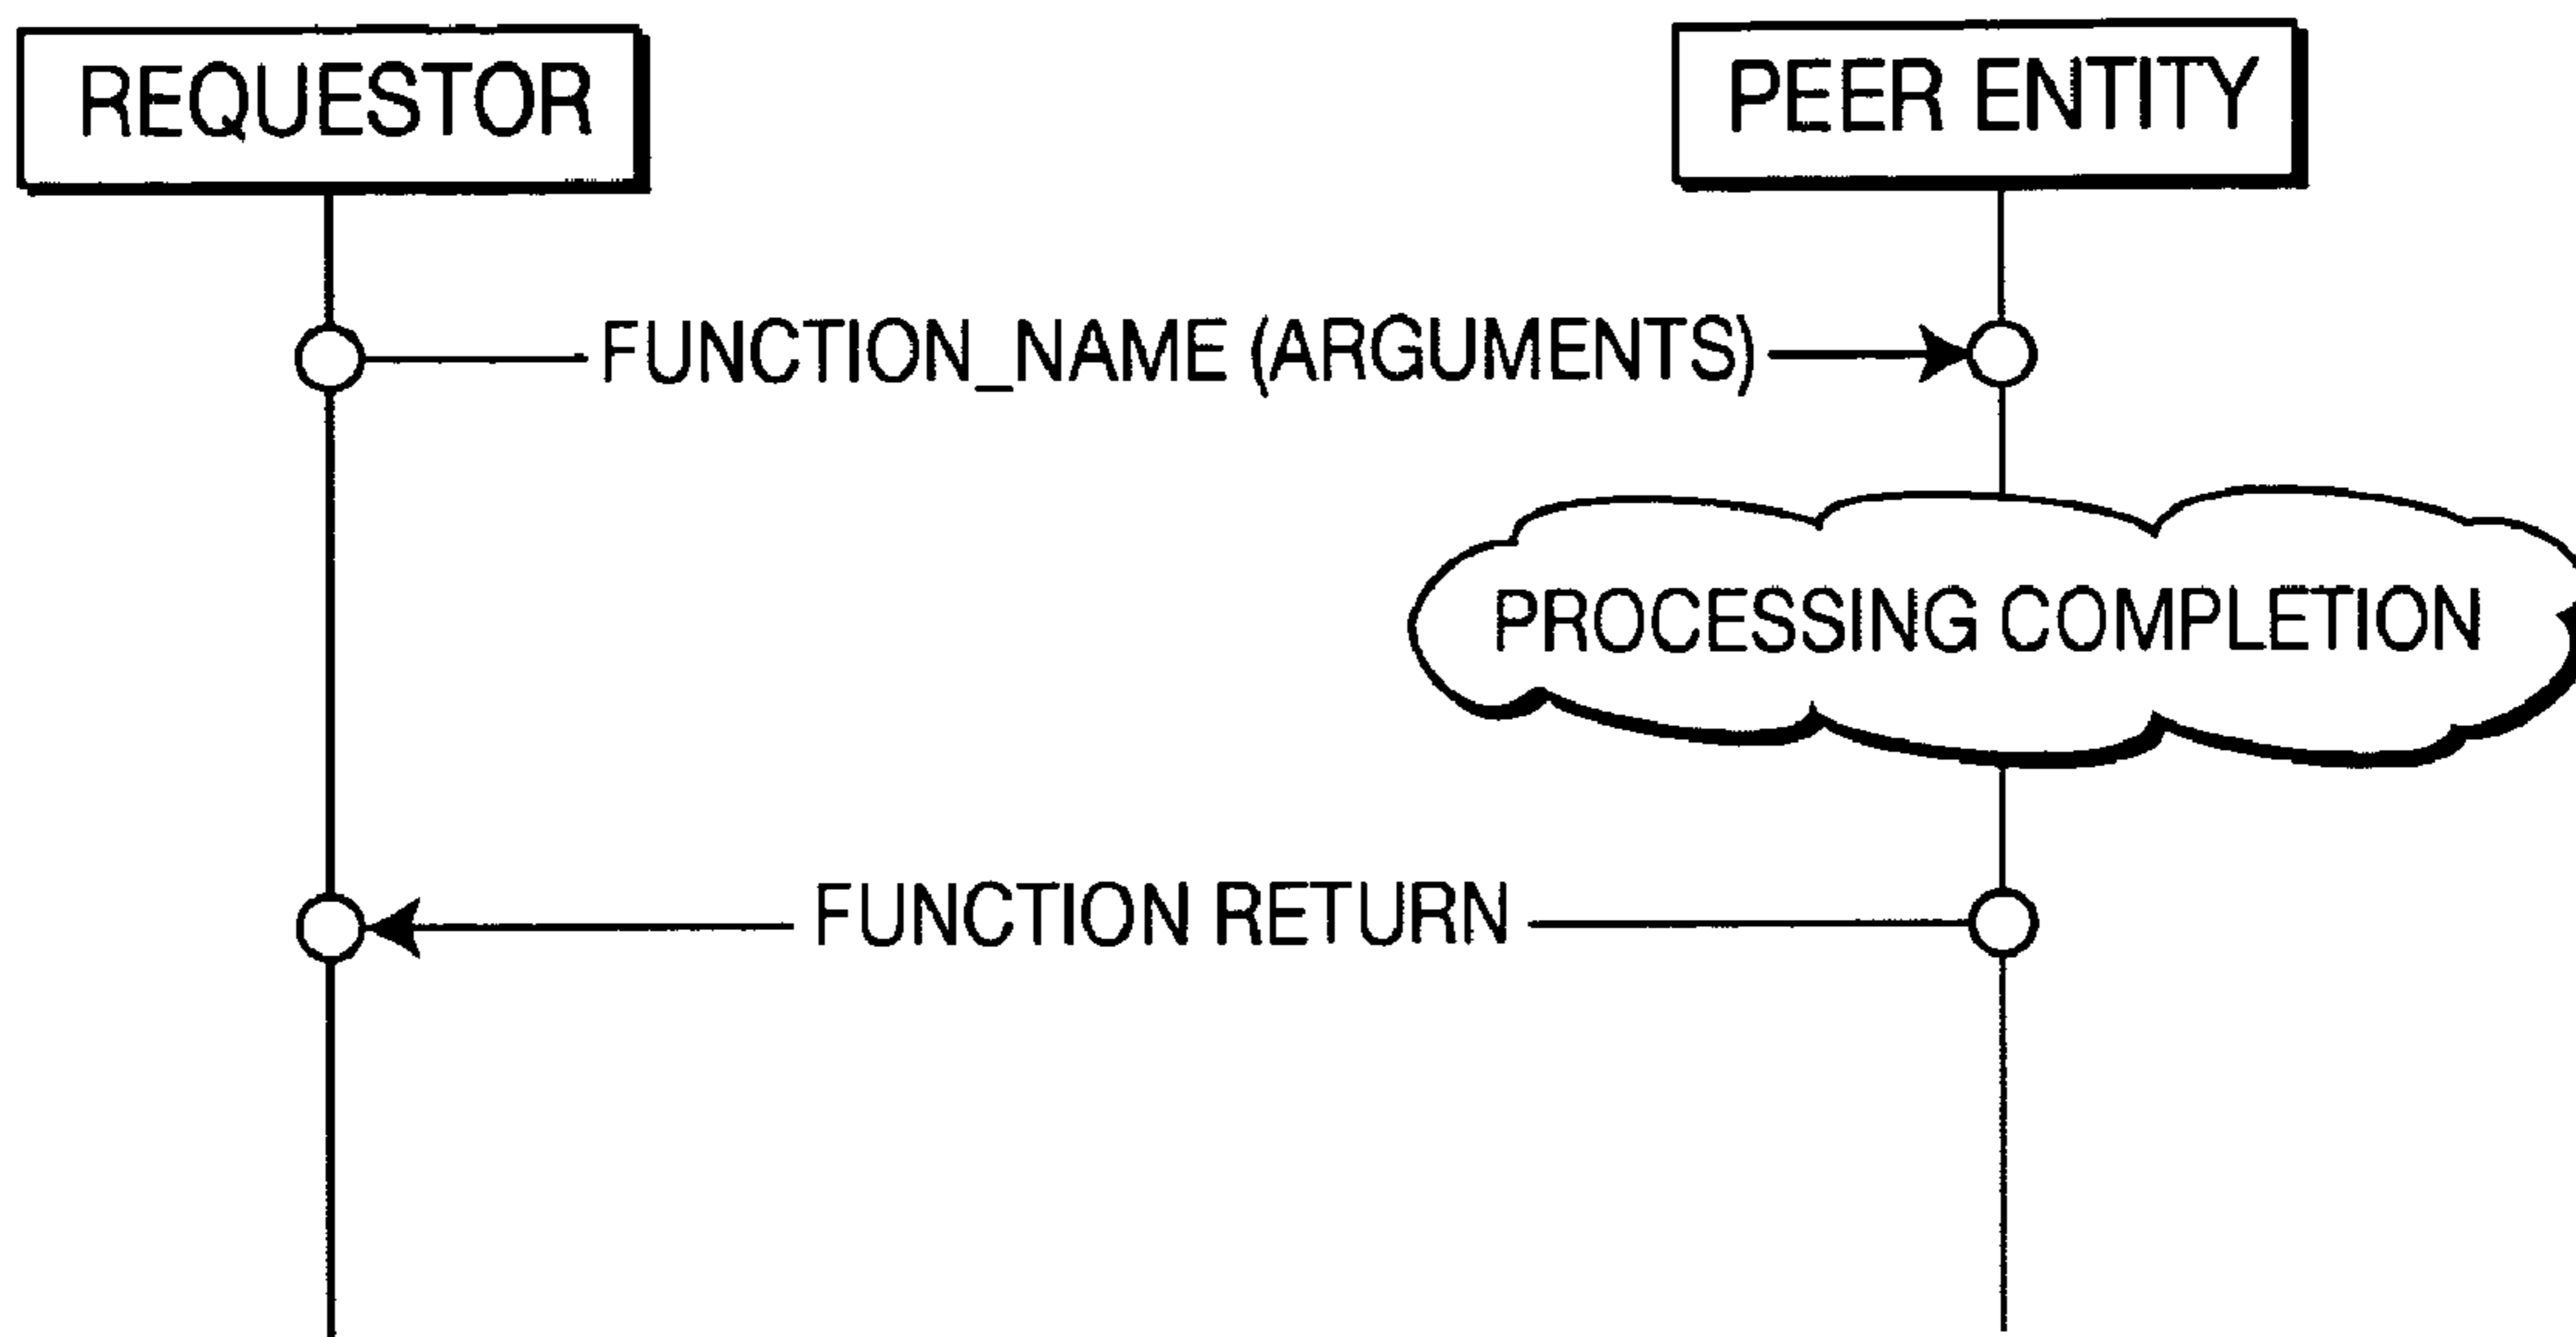 REQUESTOR
PEER ENTITY
FUNCTION_NAME (ARGUMENTS)
PROCESSING COMPLETION
FUNCTION RETURN